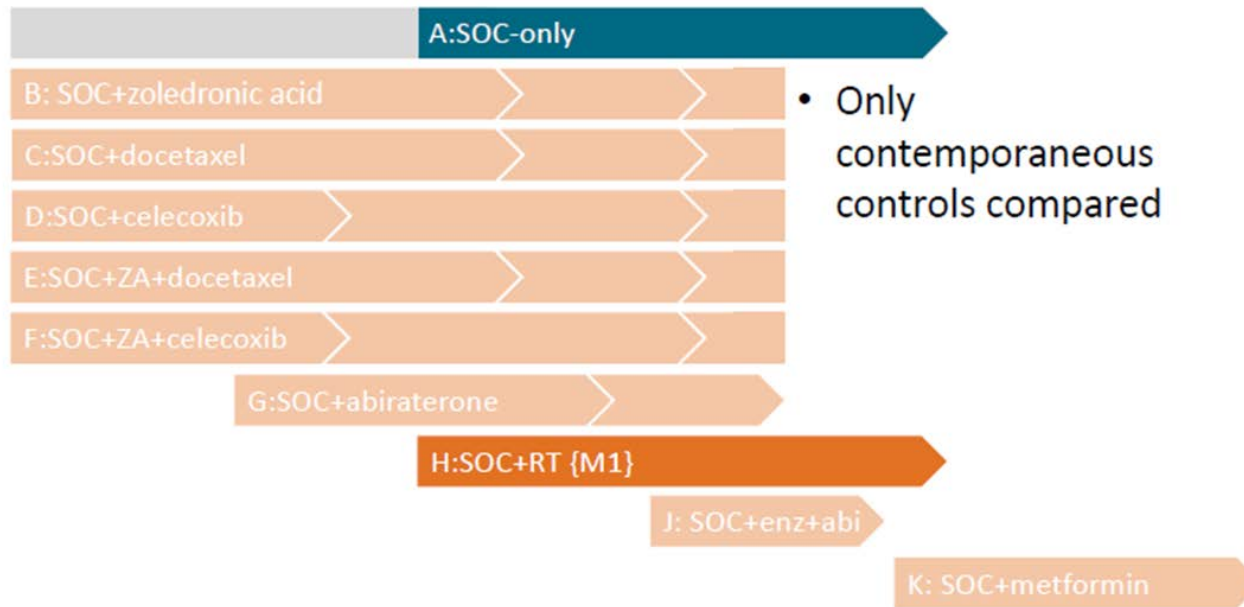 A:SOC-only
B: SOC+zoledronic acid
• Only
contemporaneous
controls compared
C:SOC+docetaxel
D:SOC+celecoxib
E:SOC+ZA+docetaxel
F:SOC+ZA+celecoxib
G:SOC+abiraterone
H:SOC+RT {M1}
J: SOC+enz+abi
K: SOC+metformin